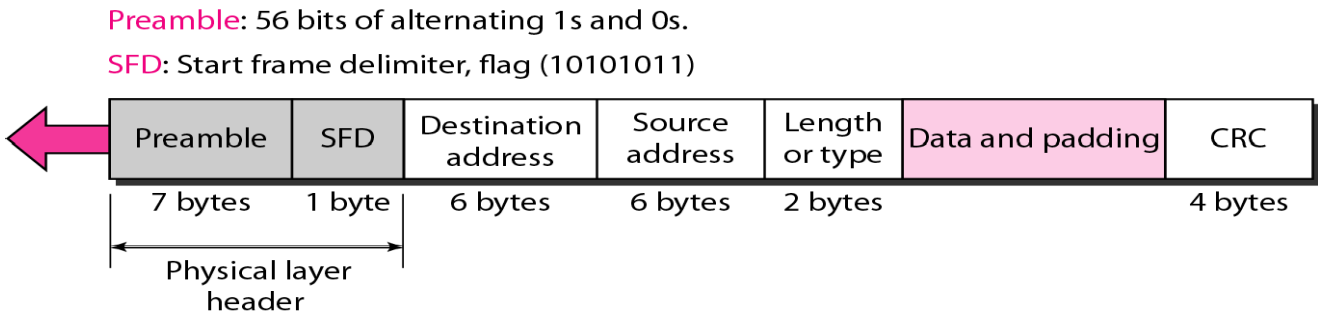 Preamble: 56 bits of alternating 1s and 0s.
SFD: Start frame delimiter, flag (10101011)
Preamble
SFD
Destination
address
Source
address
Length
or type
Data and padding
CRC
7 bytes
1 byte
6 bytes
6 bytes
2 bytes
4 bytes
Physical layer
header